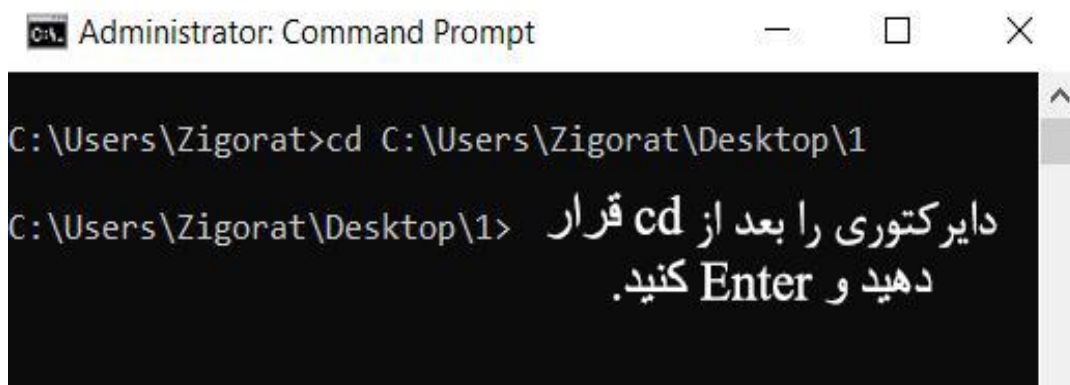 Administrator: Command Prompt
C:\Users\Zigorat>cd C:\Users\Zigorat\Desktop\1
C:\Users\Zigorat\Desktop\1>
دایرکتوری را بعد از cd قرار
دهید و Enter کنید.